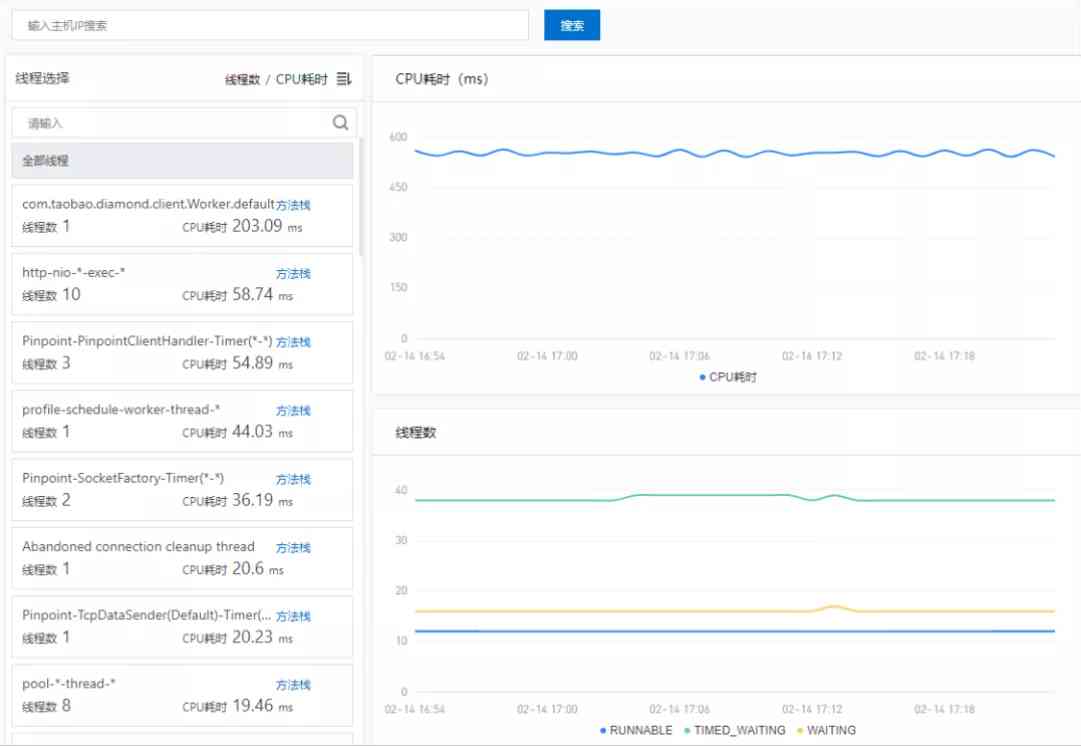 输入主机IP搜索
搜索
线程选择
线程数 / CPU耗时
请输入
全部线程
com.taobao.diamond.client.Worker.default方法栈
线程数 1 CPU耗时 203.09 ms
http-nio-*-exec-* 方法栈
线程数 10 CPU耗时 58.74 ms
Pinpoint-PinpointClientHandler-Timer(*-*) 方法栈
线程数 3 CPU耗时 54.89 ms
profile-schedule-worker-thread-* 方法栈
线程数 1 CPU耗时 44.03 ms
Pinpoint-SocketFactory-Timer(*-*) 方法栈
线程数 2 CPU耗时 36.19 ms
Abandoned connection cleanup thread 方法栈
线程数 1 CPU耗时 20.6 ms
Pinpoint-TcpDataSender(Default)-Timer(... 方法栈
线程数 1 CPU耗时 20.23 ms
pool-*-thread-* 方法栈
线程数 8 CPU耗时 19.46 ms
CPU耗时（ms）
600
450
300
150
0
02-14 16:54 02-14 17:00 02-14 17:06 02-14 17:12 02-14 17:18
CPU耗时
线程数
40
30
20
10
0
02-14 16:54 02-14 17:00 02-14 17:06 02-14 17:12 02-14 17:18
RUNNABLE TIMED_WAITING WAITING